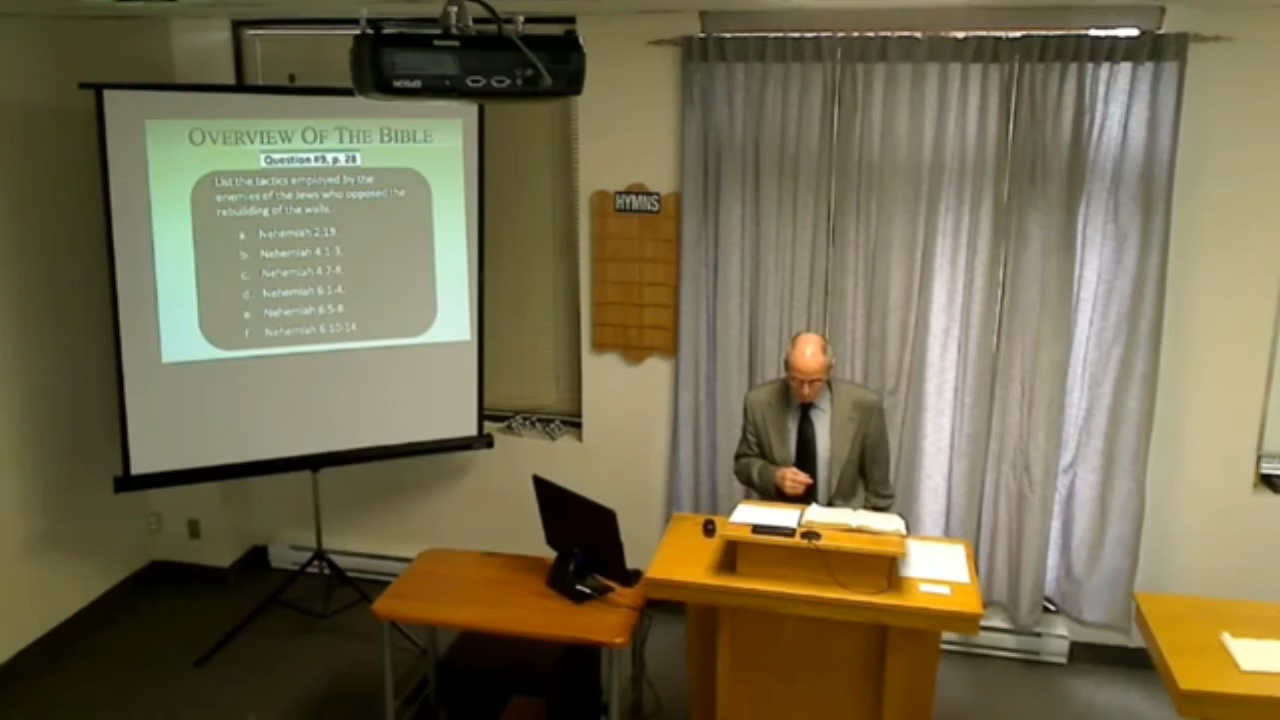 OVERVIEW OF THE BIBLE
Question #9, p. 28
List the tactics employed by the
enemies of the Jews who opposed the
rebuilding of the walls.
a. Nehemiah 2:19.
b. Nehemiah 4:1-3.
c. Nehemiah 4:7-8.
d. Nehemiah 6:1-4.
e. Nehemiah 6:5-8.
f. Nehemiah 6:10-14.
HYMNS